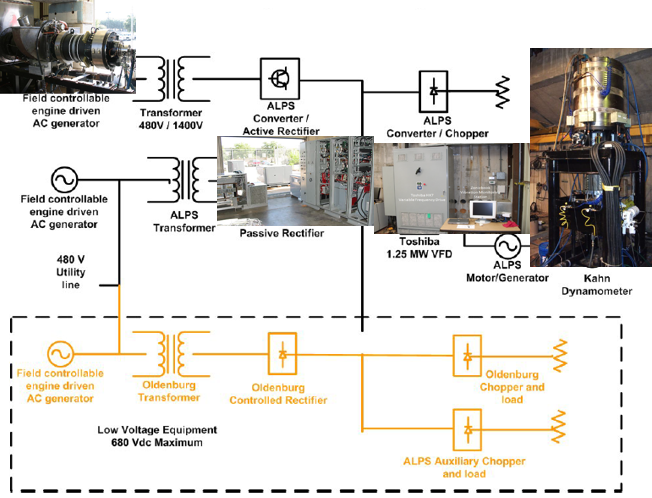 Field controllable
engine driven
AC generator
Transformer
480V / 1400V
ALPS
Converter /
Active Rectifier
ALPS
Converter / Chopper
Field controllable
engine driven
AC generator
ALPS
Transformer
Passive Rectifier
Toshiba
1.25 MW VFD
ALPS
Motor/Generator
Kahn
Dynamometer
480 V
Utility
line
Field controllable
engine driven
AC generator
Oldenburg
Transformer
Oldenburg
Controlled Rectifier
Oldenburg
Chopper and
load
Low Voltage Equipment
680 Vdc Maximum
ALPS Auxiliary Chopper
and load